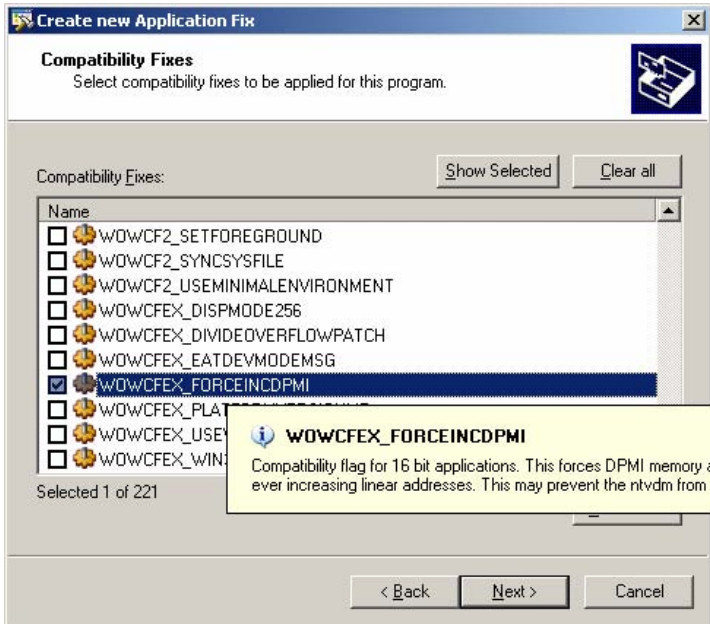 Create new Application Fix
Compatibility Fixes
Select compatibility fixes to be applied for this program.
Compatibility Fixes:
Show Selected
Clear all
Name
WOWCF2_SETFOREGROUND
WOWCF2_SYNCSYSFILE
WOWCF2_USEMINIMALENVIRONMENT
WOWCFEX_DISPMODE256
WOWCFEX_DIVIDEOVERFLOWPATCH
WOWCFEX_EATDEVMODEMSG
WOWCFEX_FORCEINCDPMI
WOWCFEX_USE
WOWCFEX_WIN3
WOWCFEX_FORCEINCDPMI
Compatibility flag for 16 bit applications. This forces DPMI memory a
ever increasing linear addresses. This may prevent the ntvdm from
Selected 1 of 221
< Back
Next >
Cancel